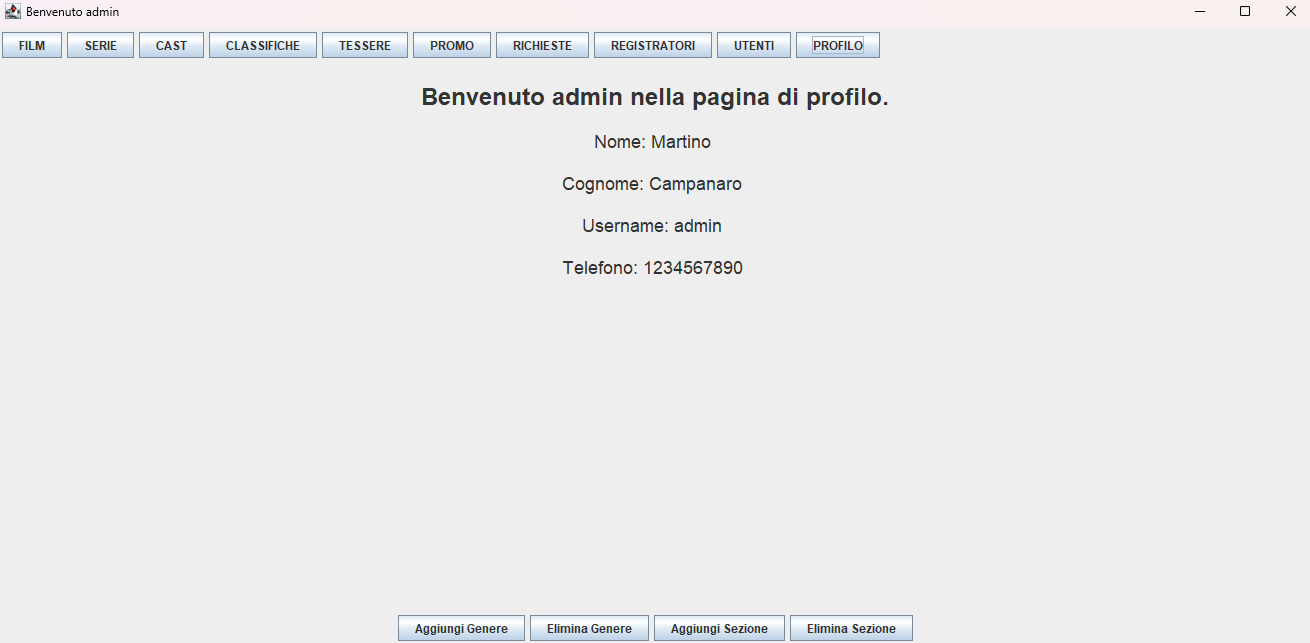 Benvenuto admin
FILM SERIE CAST CLASSIFICHE TESSERE PROMO RICHIESTE REGISTRATORI UTENTI PROFILO
Benvenuto admin nella pagina di profilo.
Nome: Martino
Cognome: Campanaro
Username: admin
Telefono: 1234567890
Aggiungi Genere Elimina Genere Aggiungi Sezione Elimina Sezione